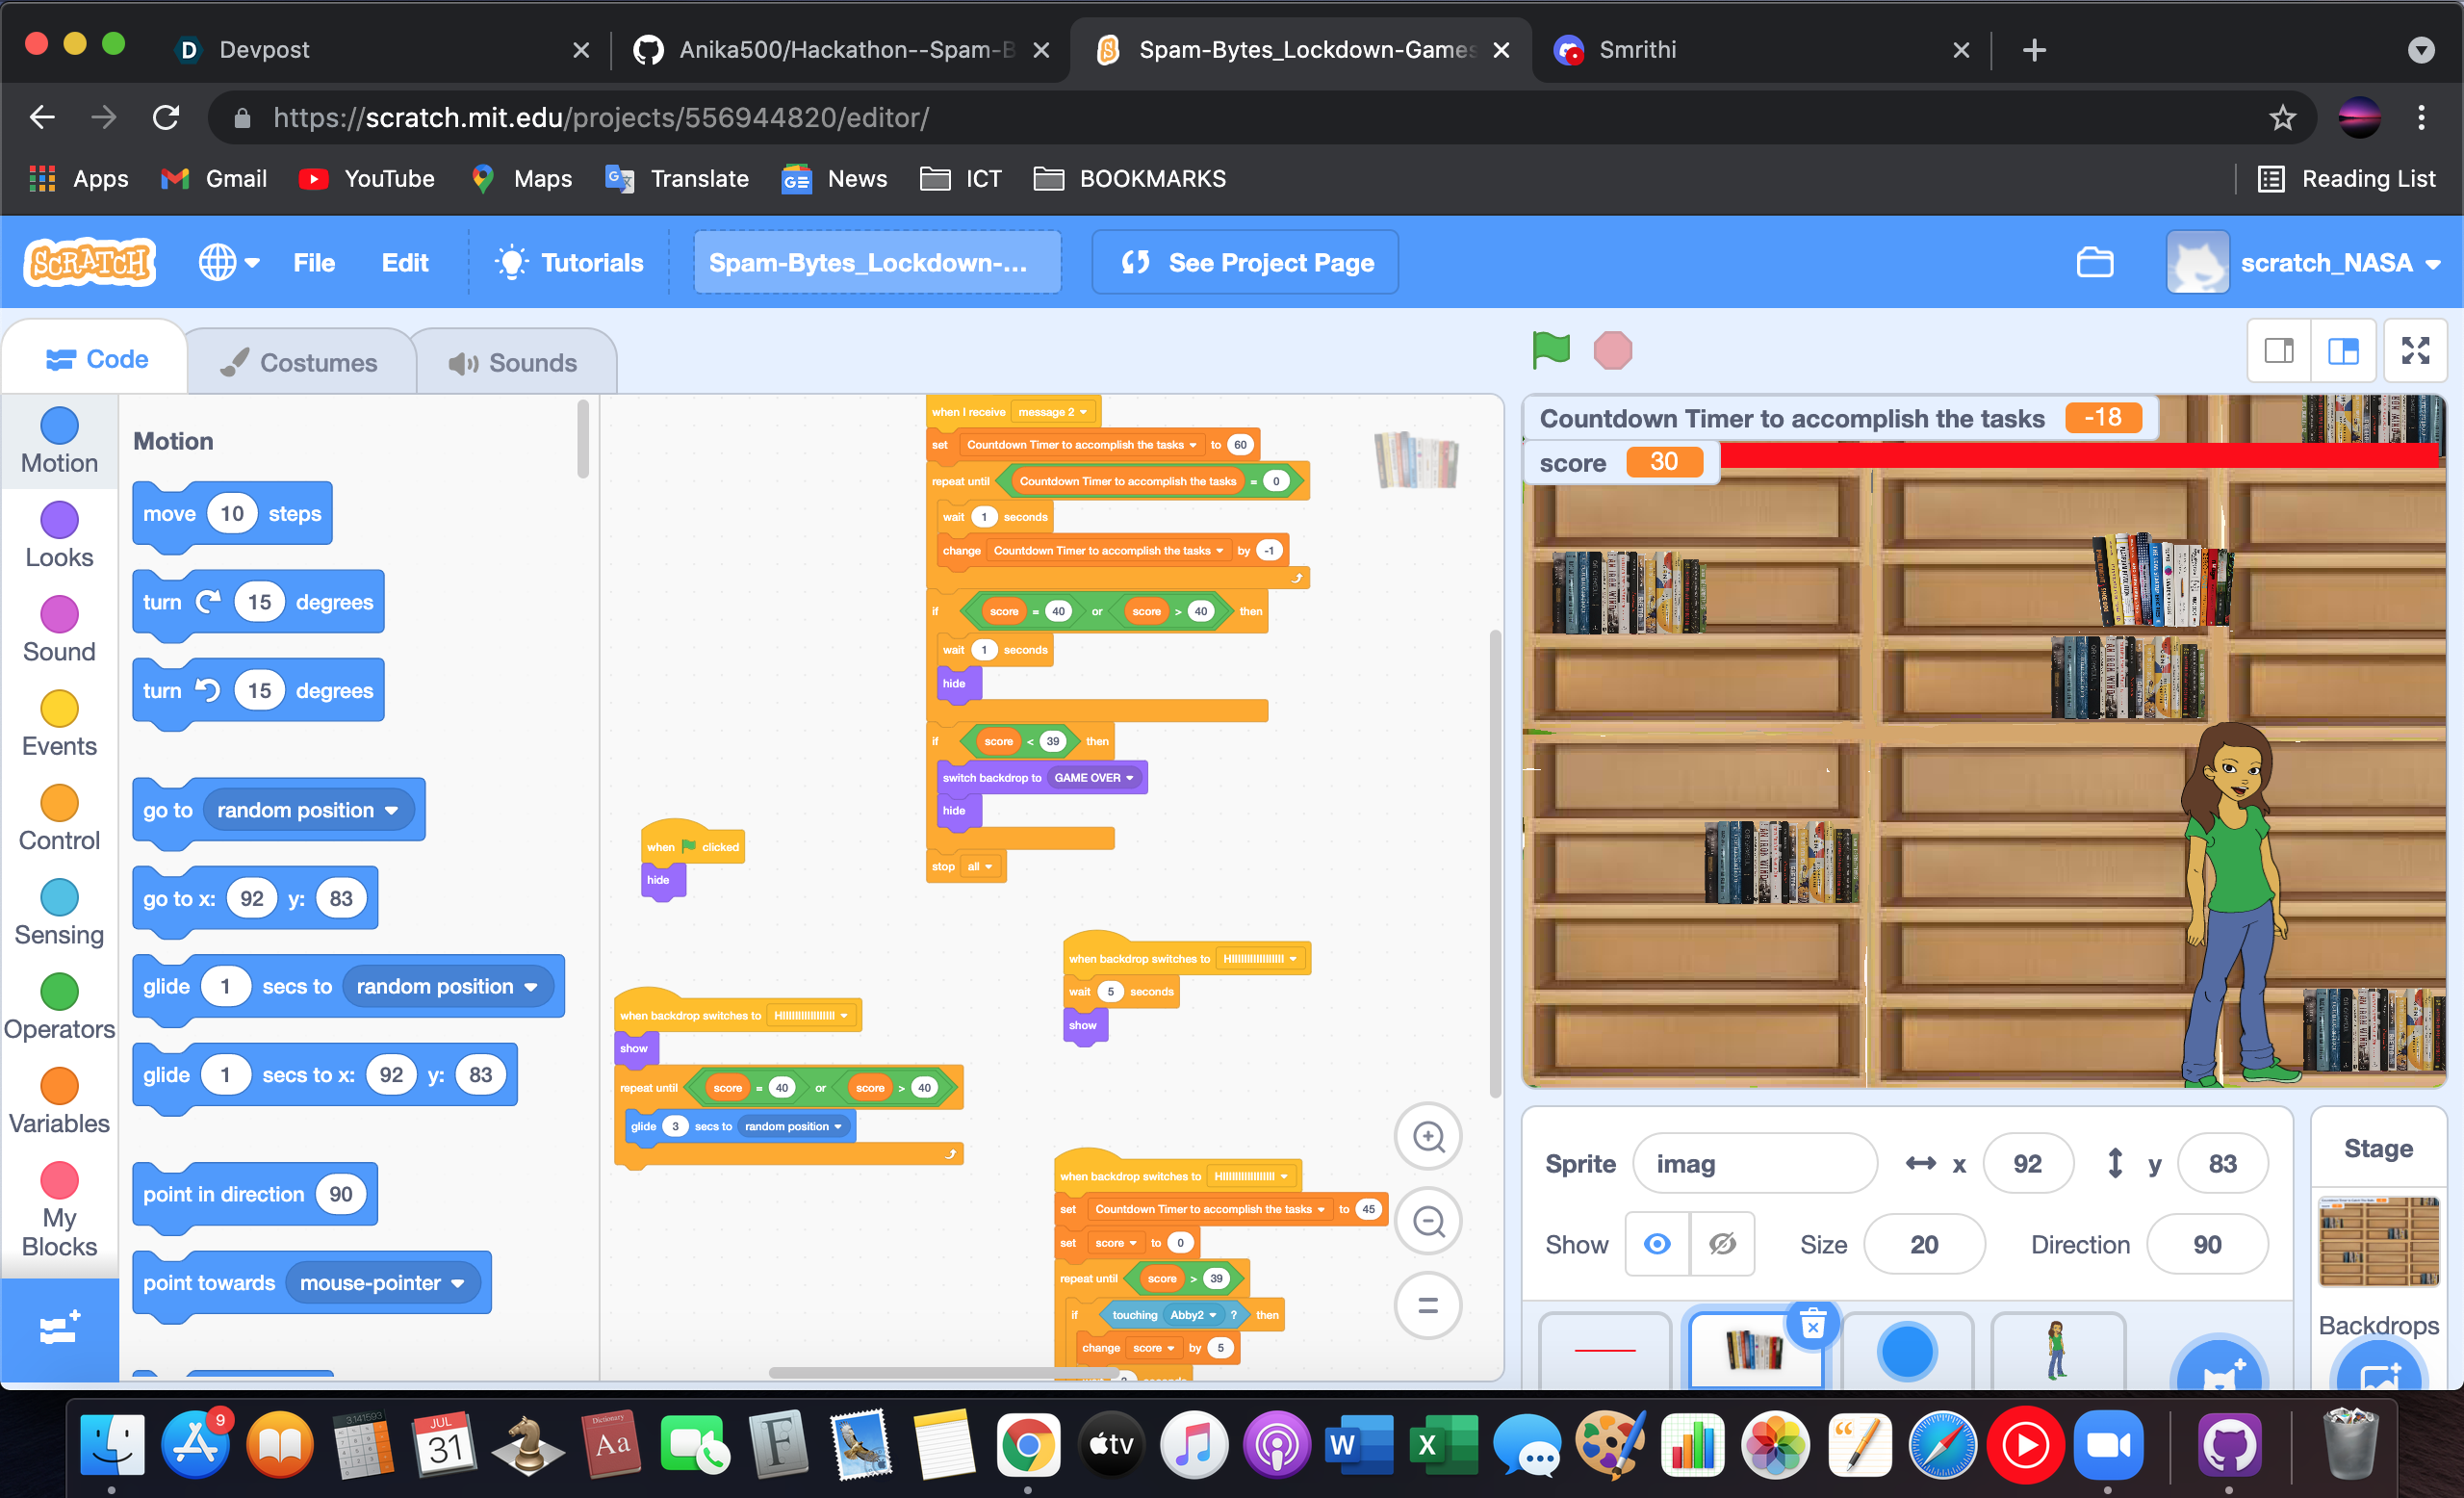 Devpost
Anika500/Hackathon--Spam-B
Spam-Bytes_Lockdown-Games
Smrithi
https://scratch.mit.edu/projects/556944820/editor/
Apps
Gmail
YouTube
Maps
Translate
News
ICT
BOOKMARKS
Reading List
SCRATCH
File
Edit
Tutorials
Spam-Bytes_Lockdown-...
See Project Page
scratch_NASA
Code
Costumes
Sounds
Motion
Looks
Sound
Events
Control
Sensing
Operators
Variables
My
Blocks
Motion
move 10 steps
turn 15 degrees
turn 15 degrees
go to random position
go to x: 92 y: 83
glide 1 secs to random position
glide 1 secs to x: 92 y: 83
point in direction 90
point towards mouse-pointer
when I receive message 2
set Countdown Timer to accomplish the tasks to 60
repeat until Countdown Timer to accomplish the tasks = 0
wait 1 seconds
change Countdown Timer to accomplish the tasks by -1
if score = 40 or score > 40 then
wait 1 seconds
hide
if score < 39 then
switch backdrop to GAME OVER
hide
stop all
when clicked
hide
when backdrop switches to
show
repeat until score = 40 or score > 40
glide 3 secs to random position
when backdrop switches to
wait 5 seconds
show
when backdrop switches to
set Countdown Timer to accomplish the tasks to 45
set score to 0
repeat until score > 39
if touching Abby2 ? then
change score by 5
Countdown Timer to accomplish the tasks -18
score 30
Sprite imag x 92 y 83
Show Size 20 Direction 90
Stage
Backdrops
9
JUL
31
3.141593
Dictionary
Aa
F
tv
W
X